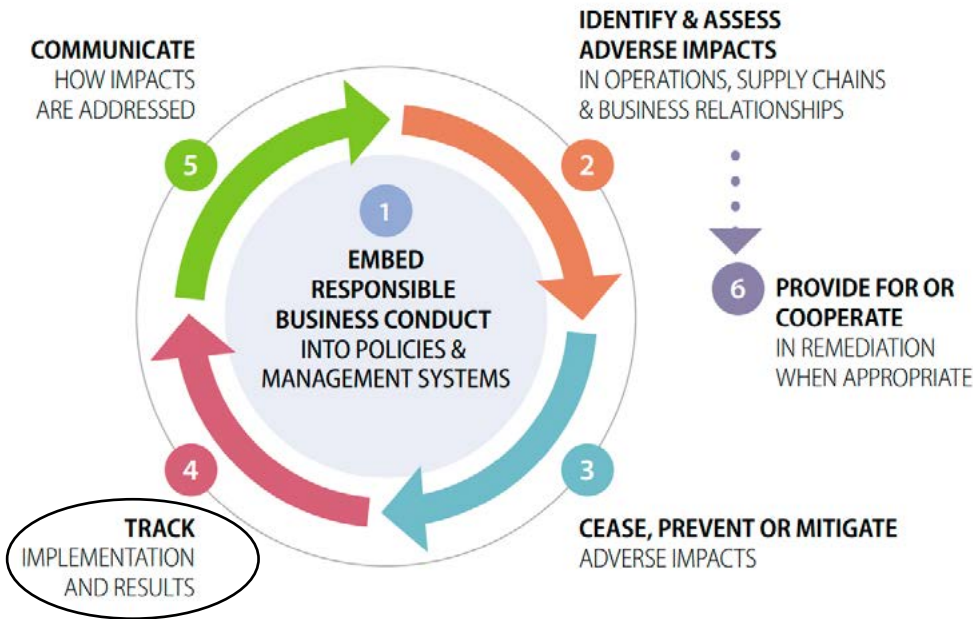 1
EMBED
RESPONSIBLE
BUSINESS CONDUCT
INTO POLICIES &
MANAGEMENT SYSTEMS
2
IDENTIFY & ASSESS
ADVERSE IMPACTS
IN OPERATIONS, SUPPLY CHAINS
& BUSINESS RELATIONSHIPS
3
CEASE, PREVENT OR MITIGATE
ADVERSE IMPACTS
4
TRACK
IMPLEMENTATION
AND RESULTS
5
COMMUNICATE
HOW IMPACTS
ARE ADDRESSED
6
PROVIDE FOR OR
COOPERATE
IN REMEDIATION
WHEN APPROPRIATE